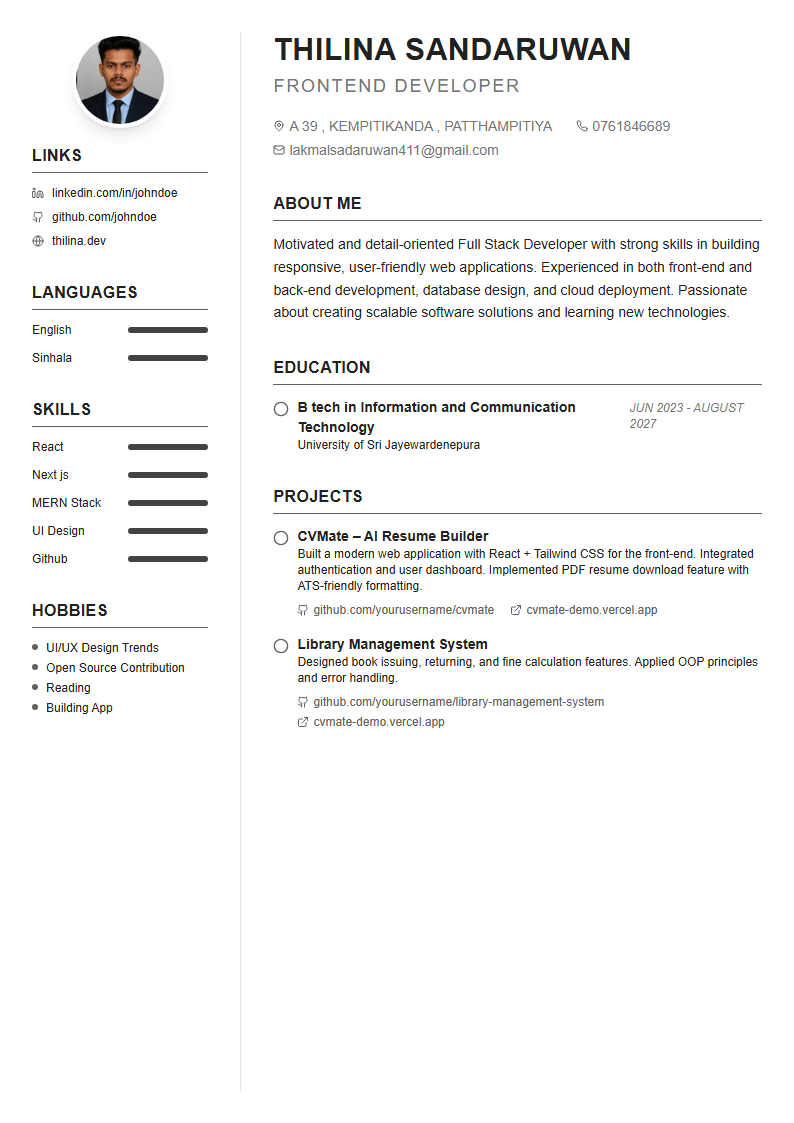 THILINA SANDARUWAN
FRONTEND DEVELOPER
A 39 , KEMPITIKANDA , PATTHAMPITIYA 0761846689
lakmalsadaruwan411@gmail.com
LINKS
linkedin.com/in/johndoe
github.com/johndoe
thilina.dev
LANGUAGES
English
Sinhala
SKILLS
React
Next js
MERN Stack
UI Design
Github
HOBBIES
UI/UX Design Trends
Open Source Contribution
Reading
Building App
ABOUT ME
Motivated and detail-oriented Full Stack Developer with strong skills in building
responsive, user-friendly web applications. Experienced in both front-end and
back-end development, database design, and cloud deployment. Passionate
about creating scalable software solutions and learning new technologies.
EDUCATION
B tech in Information and Communication
Technology
JUN 2023 - AUGUST
2027
University of Sri Jayewardenepura
PROJECTS
CVMate – AI Resume Builder
Built a modern web application with React + Tailwind CSS for the front-end. Integrated
authentication and user dashboard. Implemented PDF resume download feature with
ATS-friendly formatting.
github.com/yourusername/cvmate cvmate-demo.vercel.app
Library Management System
Designed book issuing, returning, and fine calculation features. Applied OOP principles
and error handling.
github.com/yourusername/library-management-system
cvmate-demo.vercel.app